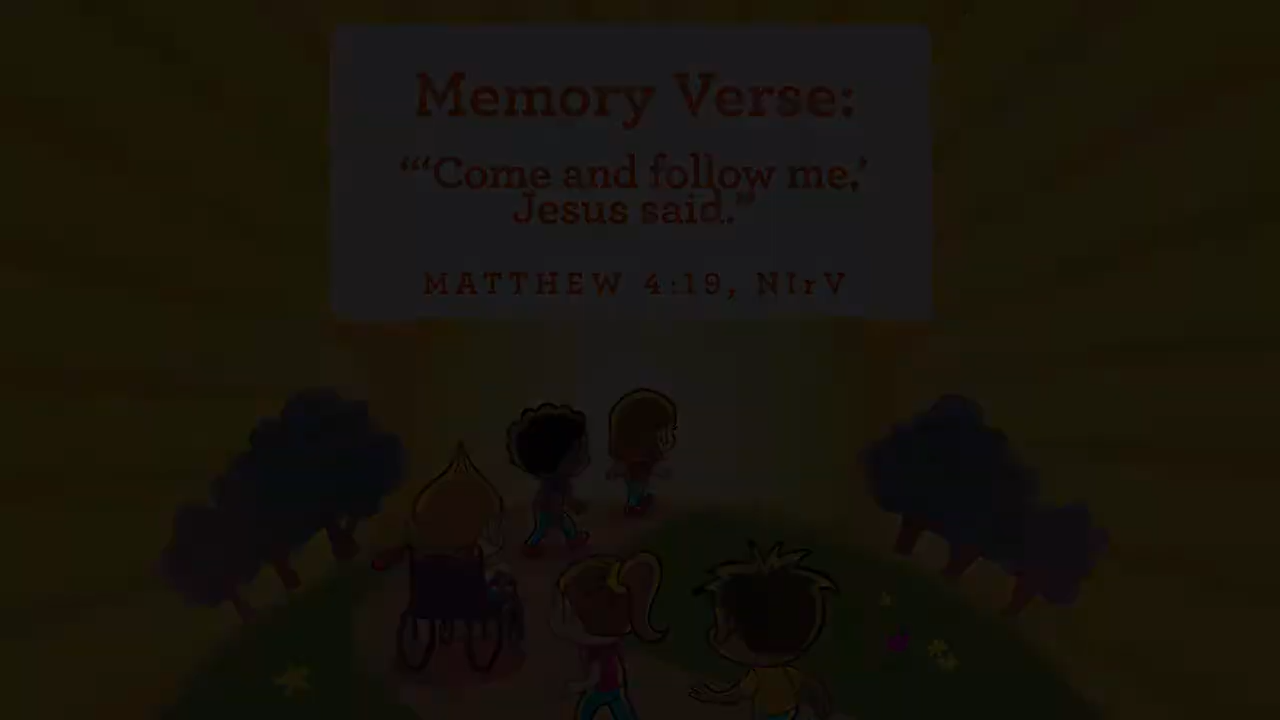 Memory Verse:
“‘Come and follow me,’
Jesus said.”
MATTHEW 4:19, NIrV